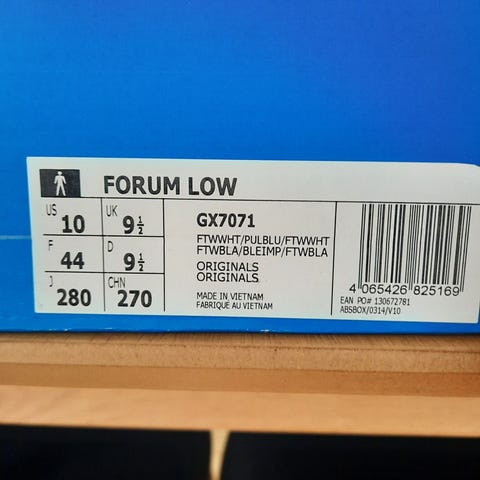 FORUM LOW
US 10 UK 9½
F 44 D 9½
J 280 CHN 270
GX7071
FTWWHT/PULBLU/FTWWHT
FTWBLA/BLEIMP/FTWBLA
ORIGINALS
ORIGINALS
MADE IN VIETNAM
FABRIQUE AU VIETNAM
4 065426 825169
EAN PO# 130672781
ABSBOX/0314/V10